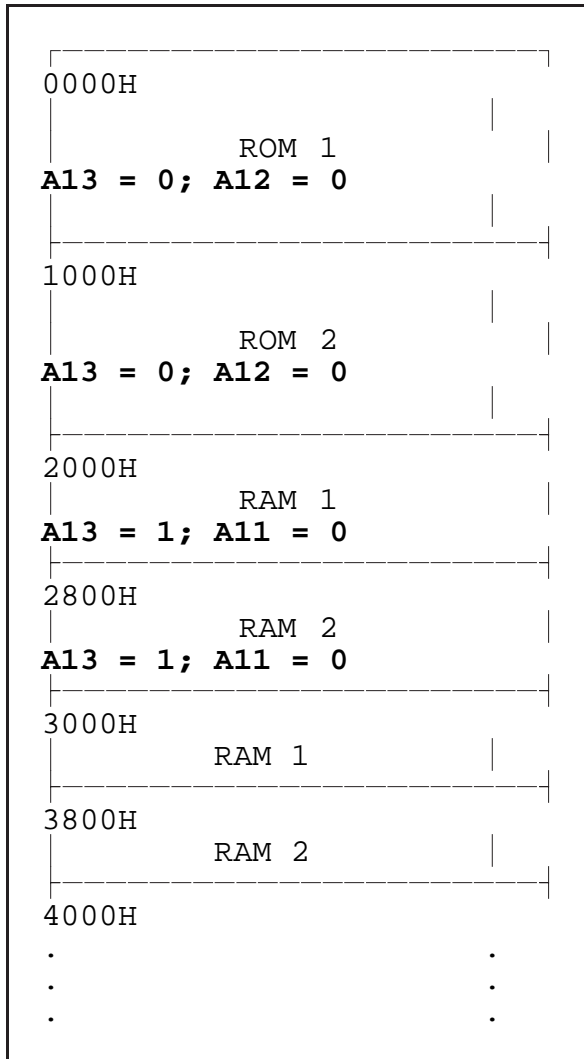 0000H
ROM 1
A13 = 0; A12 = 0
1000H
ROM 2
A13 = 0; A12 = 0
2000H
RAM 1
A13 = 1; A11 = 0
2800H
RAM 2
A13 = 1; A11 = 0
3000H
RAM 1
3800H
RAM 2
4000H
. .
. .
. .